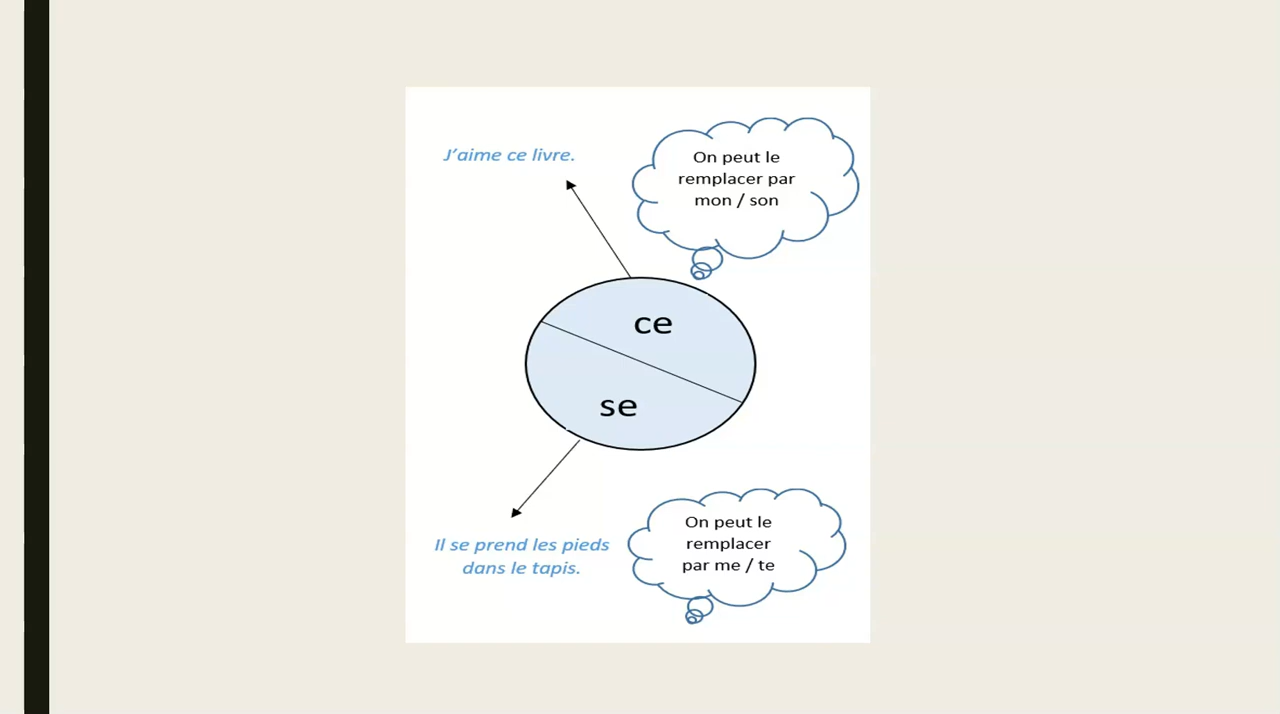 J’aime ce livre.
On peut le
remplacer par
mon / son
ce
se
Il se prend les pieds
dans le tapis.
On peut le
remplacer
par me / te